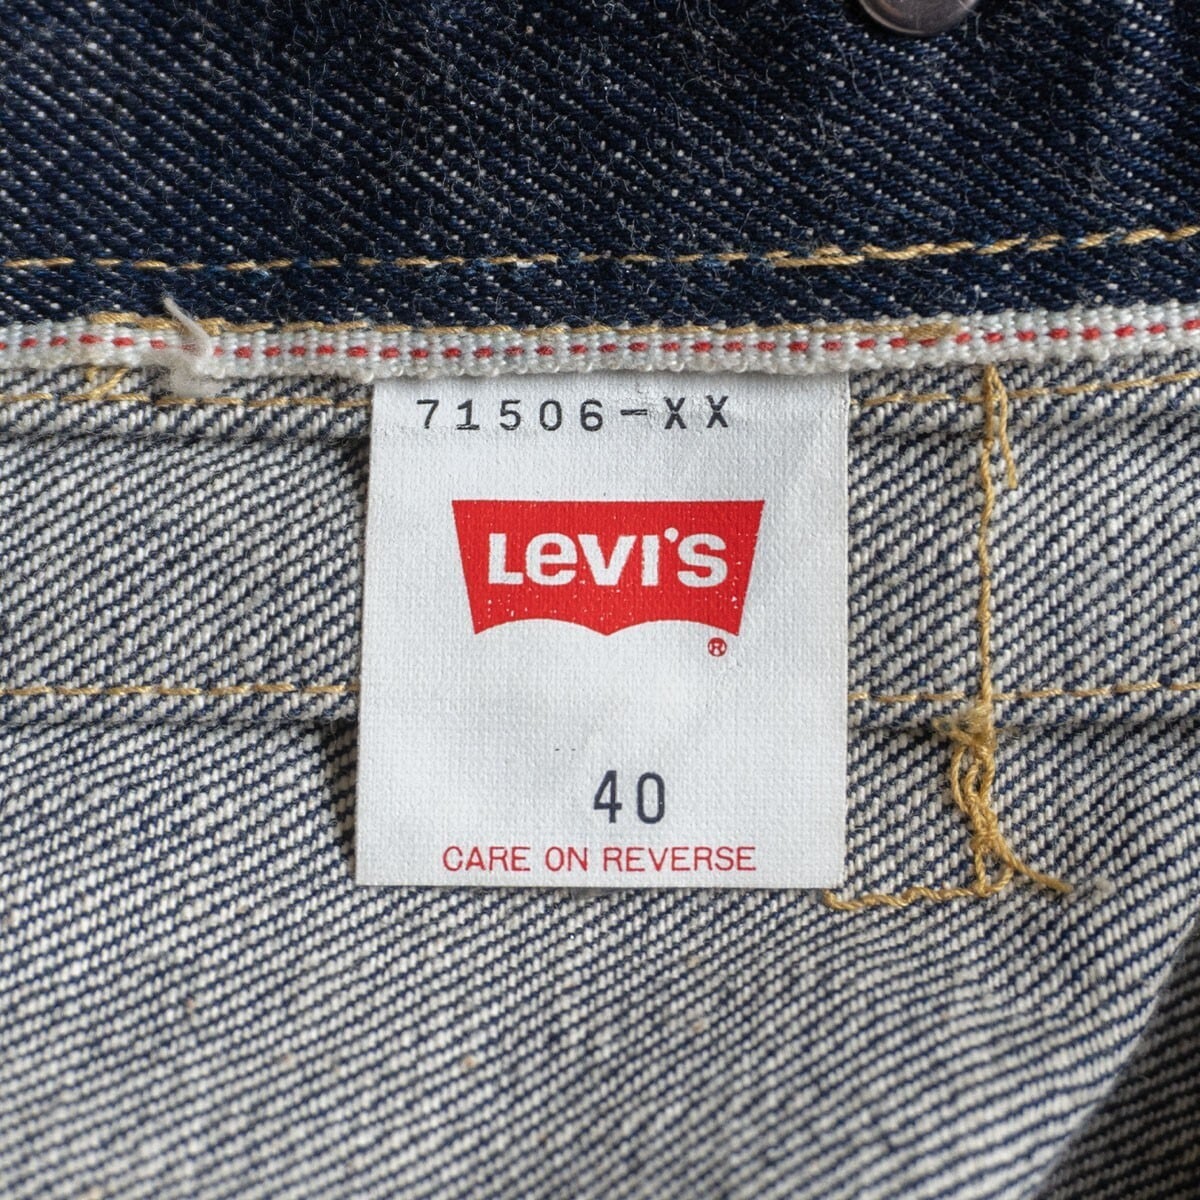 71506-XX
Levi's
®
40
CARE ON REVERSE